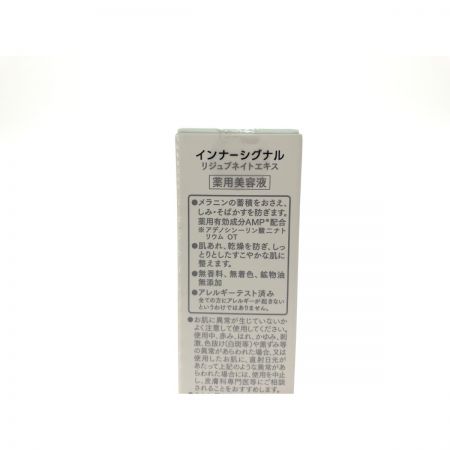 インナーシグナル
リジュブネイトエキス
薬用美容液
●メラニンの蓄積をおさえ、
しみ・そばかすを防ぎます。
薬用有効成分AMP※配合
※アデノシン一リン酸二ナト
リウム OT
●肌あれ、乾燥を防ぎ、しっ
とりとしたすこやかな肌に
整えます。
●無香料、無着色、鉱物油
無添加
●アレルギーテスト済み
全ての方にアレルギーが起きない
というわけではありません。
●お肌に異常が生じていないか
よく注意して使用してください。
使用中、赤み、はれ、かゆみ、刺
激、色抜け(白斑等)や黒ずみ等
の異常があらわれた場合、又は
使用したお肌に、直射日光が
あたって上記のような異常があ
らわれた場合には、使用を中止
し、皮膚科専門医等にご相談
されることをおすすめします。